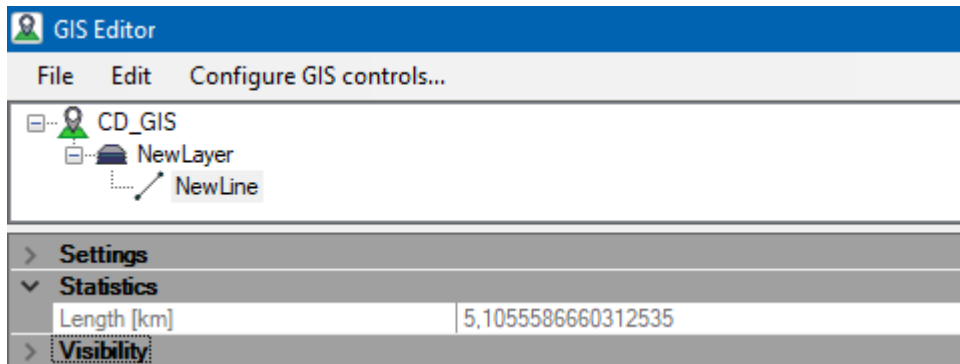 GIS Editor
File Edit Configure GIS controls...
CD_GIS
NewLayer
NewLine
Settings
Statistics
Length [km] 5,1055586660312535
Visibility